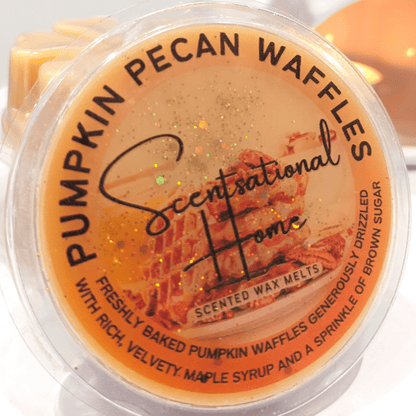 PUMPKIN PECAN WAFFLES
Scentsational
Home
SCENTED WAX MELTS
FRESHLY BAKED PUMPKIN WAFFLES GENEROUSLY DRIZZLED
WITH RICH, VELVETY MAPLE SYRUP AND A SPRINKLE OF BROWN SUGAR